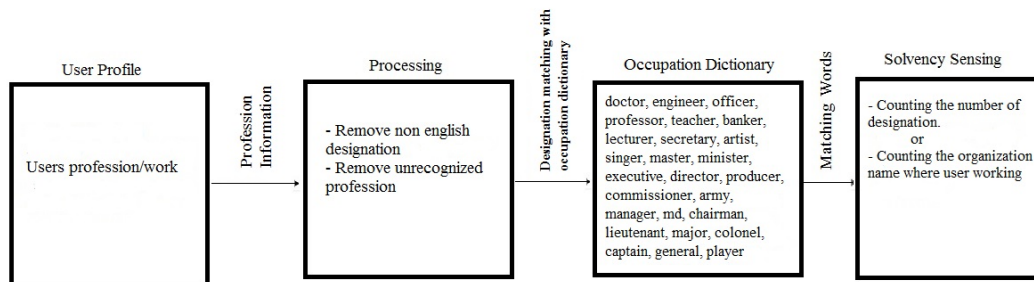 User Profile
Users profession/work
Profession
Information
Processing
- Remove non english
designation
- Remove unrecognized
profession
Designation matching with
occupation dictionary
Occupation Dictionary
doctor, engineer, officer,
professor, teacher, banker,
lecturer, secretary, artist,
singer, master, minister,
executive, director, producer,
commissioner, army,
manager, md, chairman,
lieutenant, major, colonel,
captain, general, player
Matching Words
Solvency Sensing
- Counting the number of
designation.
or
- Counting the organization
name where user working